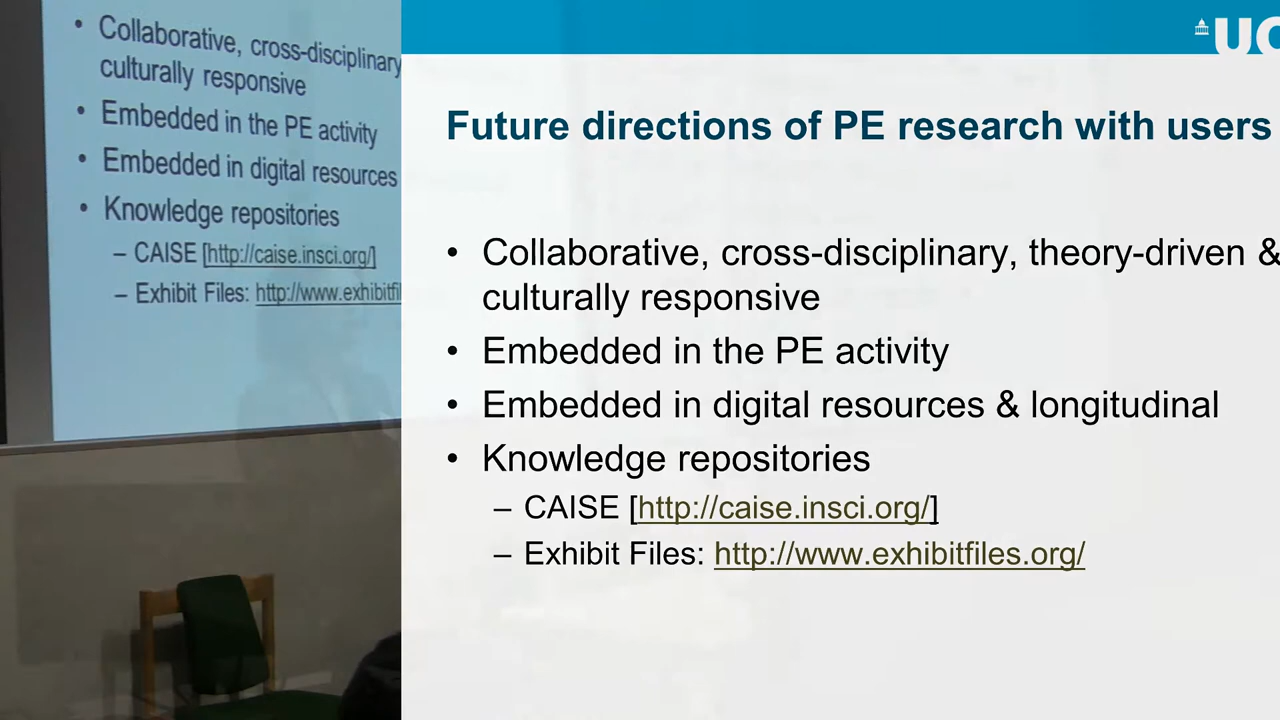 Collaborative, cross-disciplinary
culturally responsive
Embedded in the PE activity
Embedded in digital resources
Knowledge repositories
– CAISE [http://caise.insci.org/]
– Exhibit Files: http://www.exhibitfi
UC
Future directions of PE research with users
• Collaborative, cross-disciplinary, theory-driven &
culturally responsive
• Embedded in the PE activity
• Embedded in digital resources & longitudinal
• Knowledge repositories
– CAISE [http://caise.insci.org/]
– Exhibit Files: http://www.exhibitfiles.org/